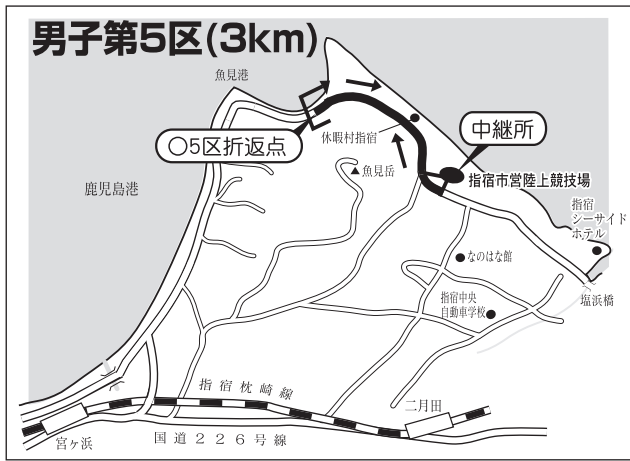 男子第5区(3km)
魚見港
○5区折返点
休暇村指宿
中継所
指宿市営陸上競技場
魚見岳
鹿児島港
指宿
シーサイド
ホテル
なのはな館
指宿中央
自動車学校
塩浜橋
指宿枕崎線
二月田
宮ヶ浜
国道226号線